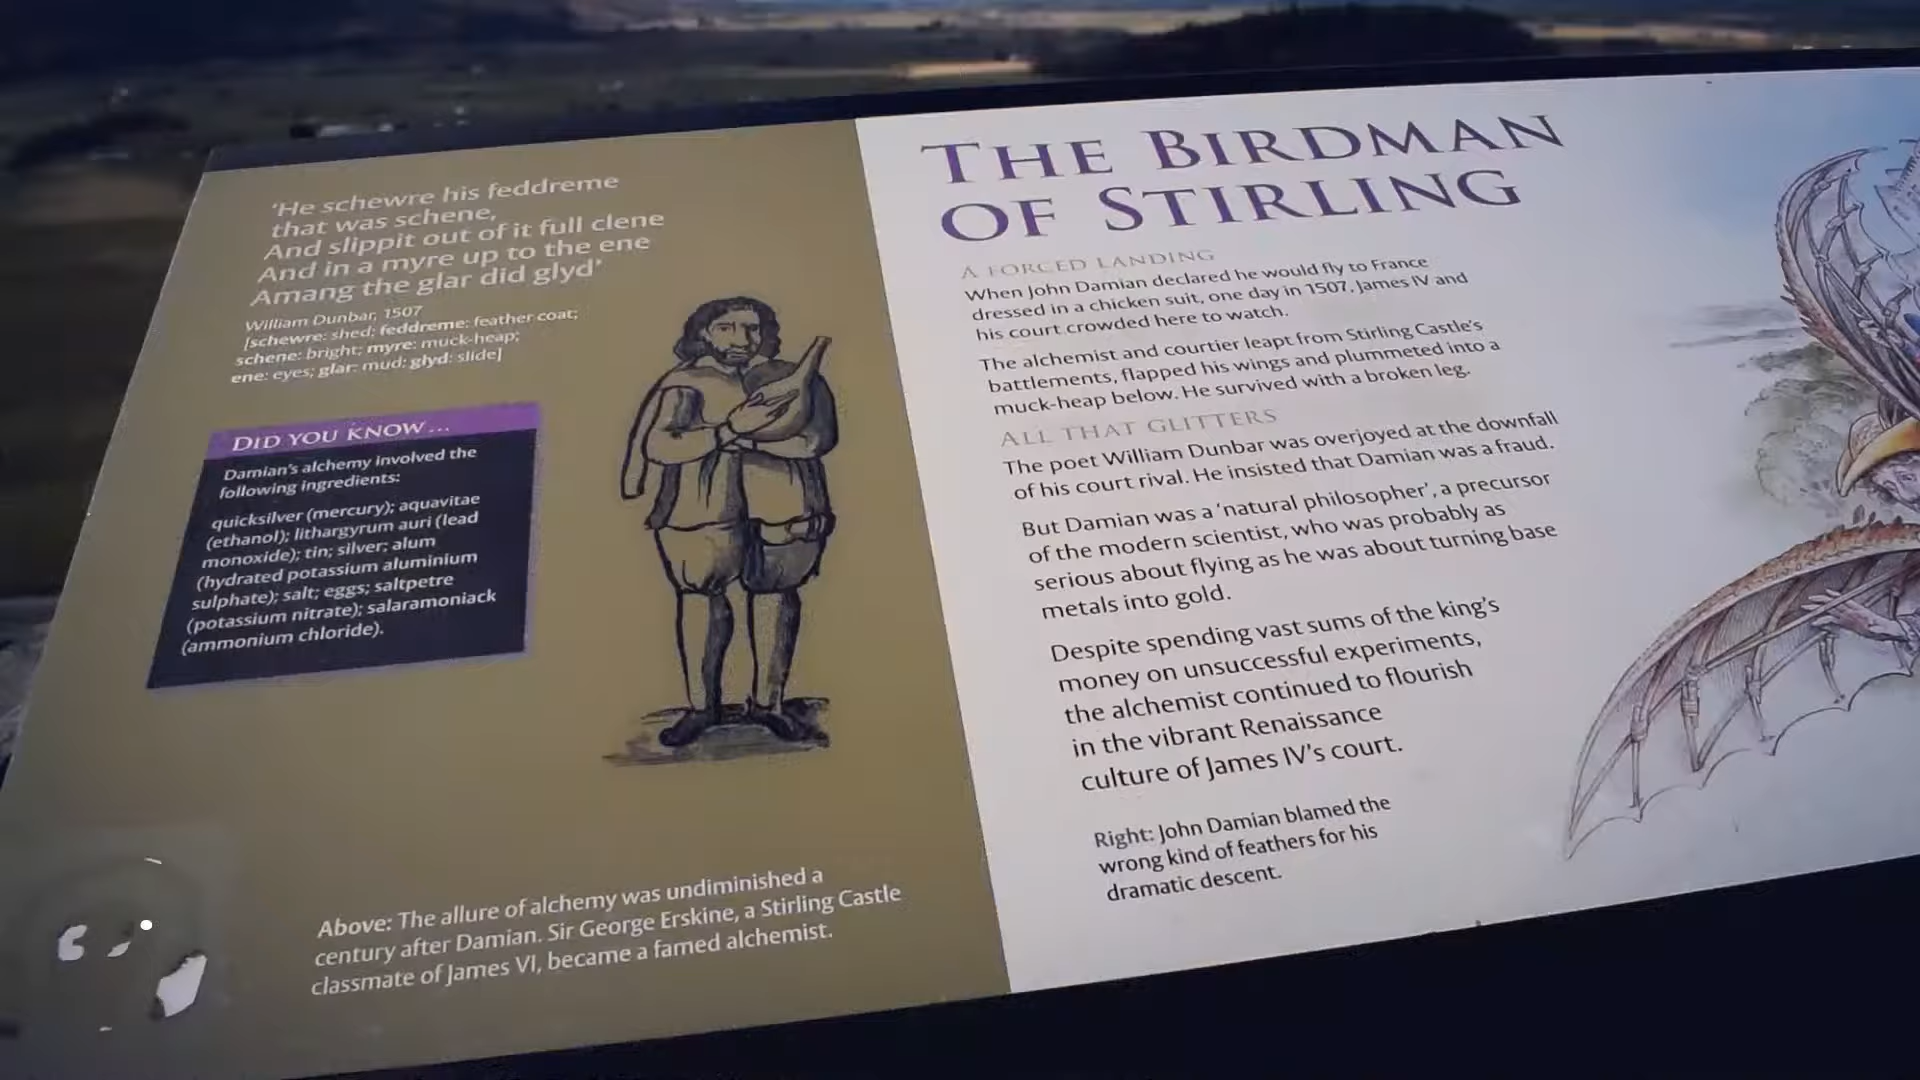 'He schewre his feddreme
that was schene,
And slippit out of it full clene
And in a myre up to the ene
Amang the glar did glyd'
William Dunbar, 1507
[schewre: shed; feddreme: feather coat;
schene: bright; myre: muck-heap;
ene: eyes; glar: mud; glyd: slide]
DID YOU KNOW...
Damian's alchemy involved the
following ingredients:
quicksilver (mercury); aquavitae
(ethanol); lithargyrum auri (lead
monoxide); tin; silver; alum
(hydrated potassium aluminium
sulphate); salt; eggs; saltpetre
(potassium nitrate); salaramoniack
(ammonium chloride).
Above: The allure of alchemy was undiminished a
century after Damian. Sir George Erskine, a Stirling Castle
classmate of James VI, became a famed alchemist.
THE BIRDMAN
OF STIRLING
A FORCED LANDING
When John Damian declared he would fly to France
dressed in a chicken suit, one day in 1507, James IV and
his court crowded here to watch.
The alchemist and courtier leapt from Stirling Castle's
battlements, flapped his wings and plummeted into a
muck-heap below. He survived with a broken leg.
ALL THAT GLITTERS
The poet William Dunbar was overjoyed at the downfall
of his court rival. He insisted that Damian was a fraud.
But Damian was a 'natural philosopher', a precursor
of the modern scientist, who was probably as
serious about flying as he was about turning base
metals into gold.
Despite spending vast sums of the king's
money on unsuccessful experiments,
the alchemist continued to flourish
in the vibrant Renaissance
culture of James IV's court.
Right: John Damian blamed the
wrong kind of feathers for his
dramatic descent.